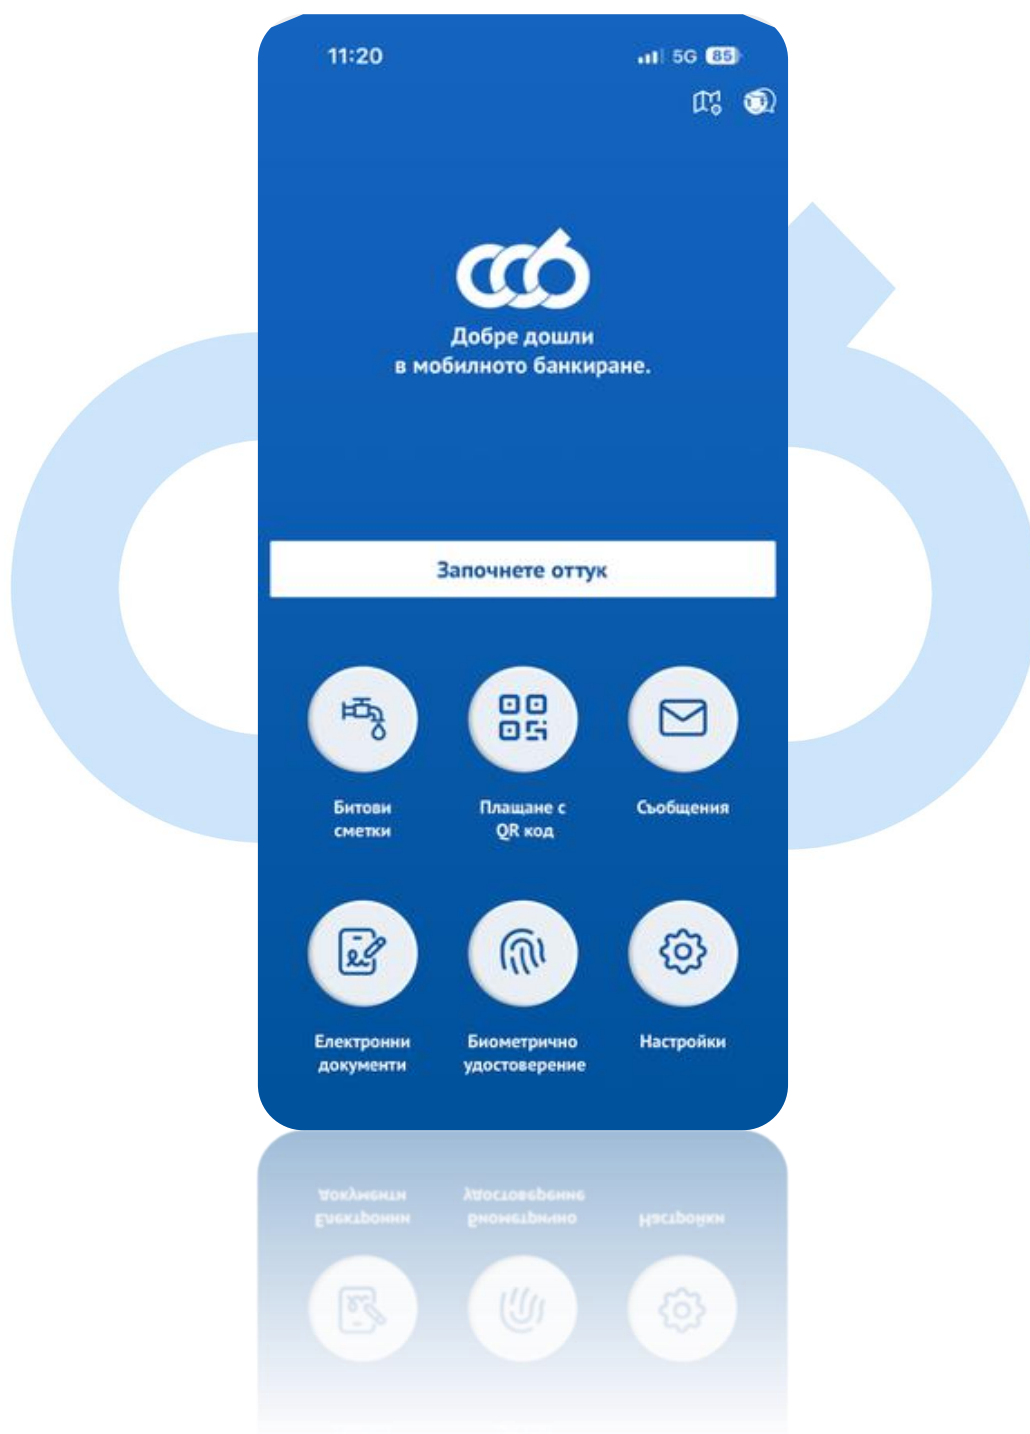 11:20
5G 85
ccb
Добре дошли
в мобилното банкиране.
Започнете оттук
Битови
сметки
Плащане с
QR код
Съобщения
Електронни
документи
Биометрично
удостоверение
Настройки